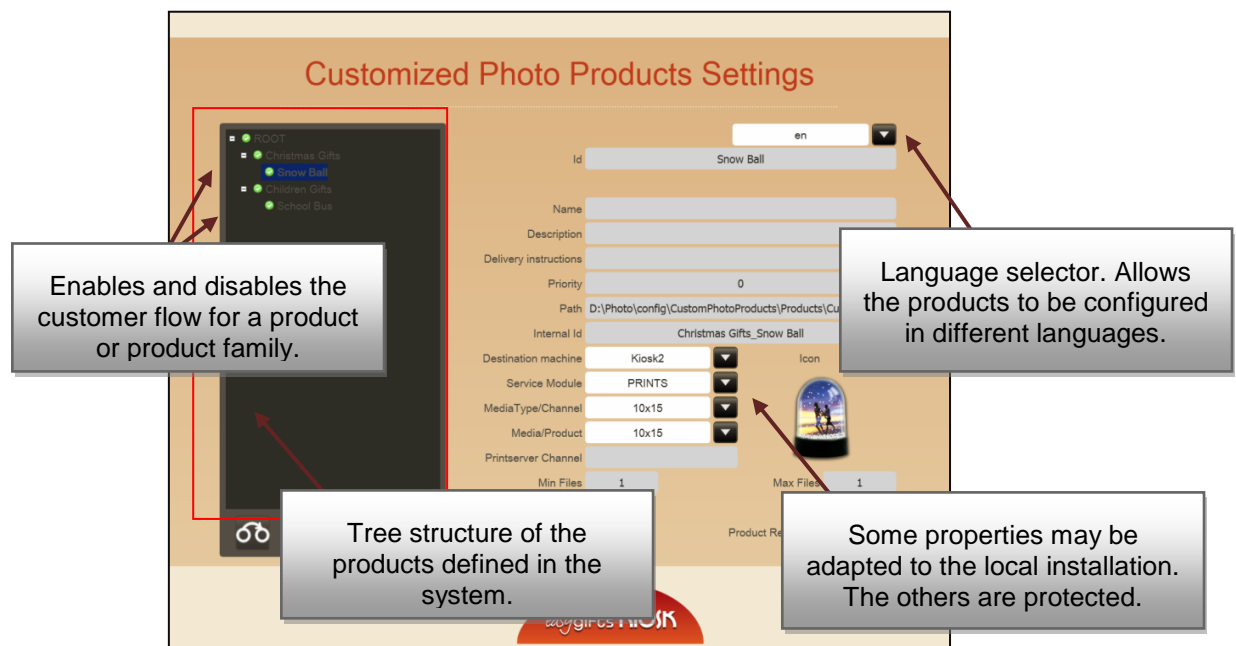 Customized Photo Products Settings
ROOT
Christmas Gifts
Snow Ball
Children Gifts
School Bus
en
Id
Snow Ball
Name
Description
Delivery instructions
Priority
0
Path
D:\Photo\config\CustomPhotoProducts\Products\Cu
Internal Id
Christmas Gifts_Snow Ball
Destination machine
Kiosk2
Icon
Service Module
PRINTS
MediaType/Channel
10x15
Media/Product
10x15
Printserver Channel
Min Files
1
Max Files
1
Product Re
Enables and disables the
customer flow for a product
or product family.
Language selector. Allows
the products to be configured
in different languages.
Tree structure of the
products defined in the
system.
Some properties may be
adapted to the local installation.
The others are protected.
easygifts KIOSK